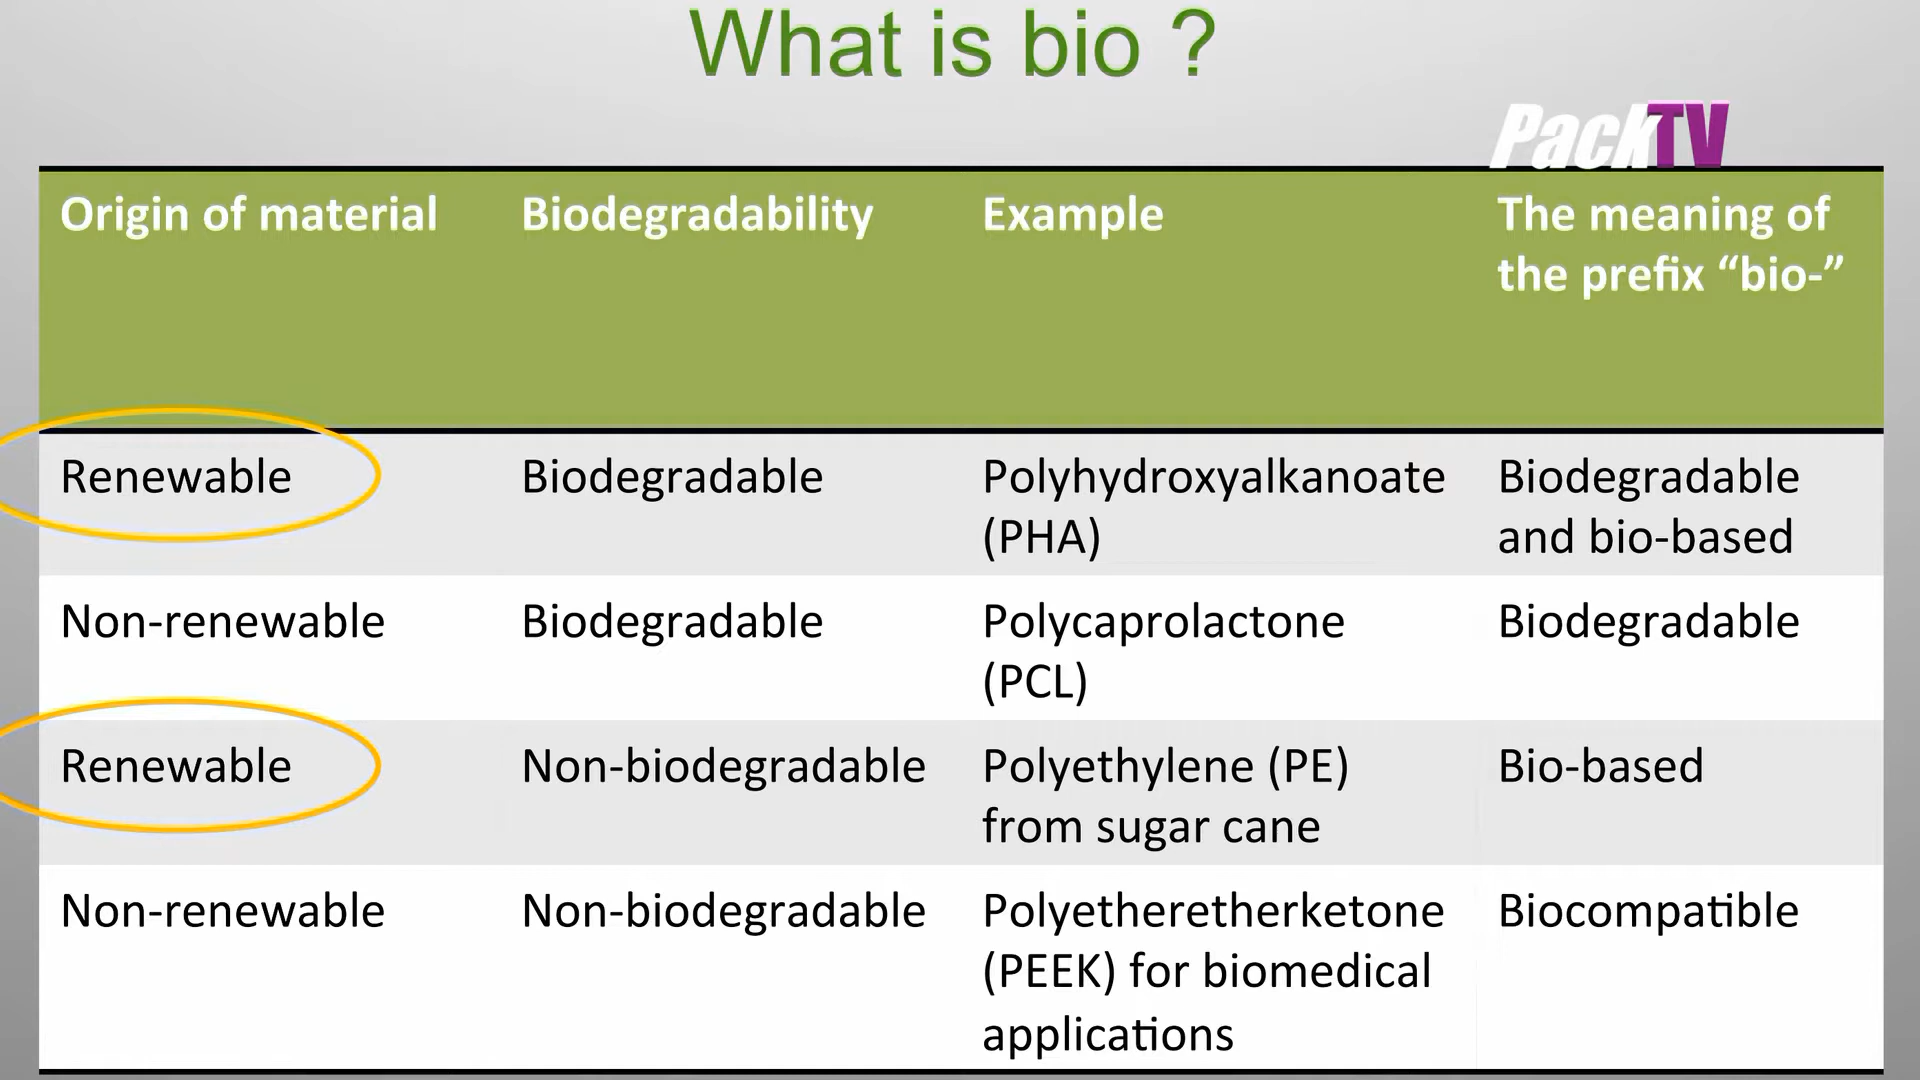 What is bio ?
PackTV
Origin of material
Biodegradability
Example
The meaning of
the prefix “bio-”
Renewable
Biodegradable
Polyhydroxyalkanoate
(PHA)
Biodegradable
and bio-based
Non-renewable
Biodegradable
Polycaprolactone
(PCL)
Biodegradable
Renewable
Non-biodegradable
Polyethylene (PE)
from sugar cane
Bio-based
Non-renewable
Non-biodegradable
Polyetheretherketone
(PEEK) for biomedical
applications
Biocompatible